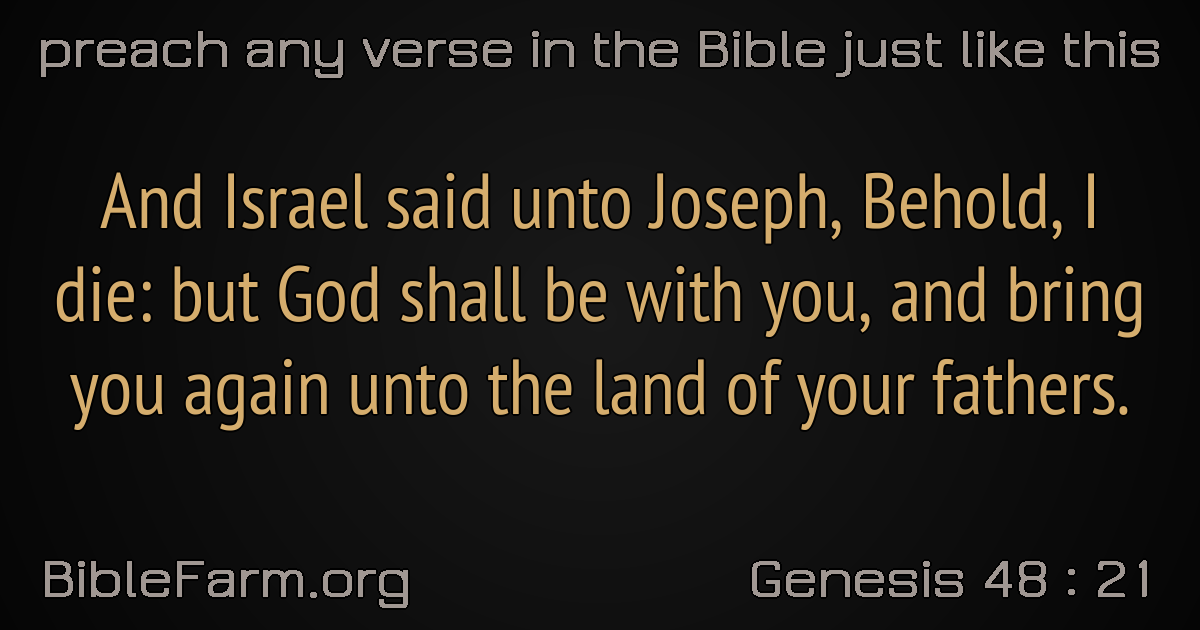 preach any verse in the Bible just like this
And Israel said unto Joseph, Behold, I
die: but God shall be with you, and bring
you again unto the land of your fathers.
BibleFarm.org
Genesis 48 : 21